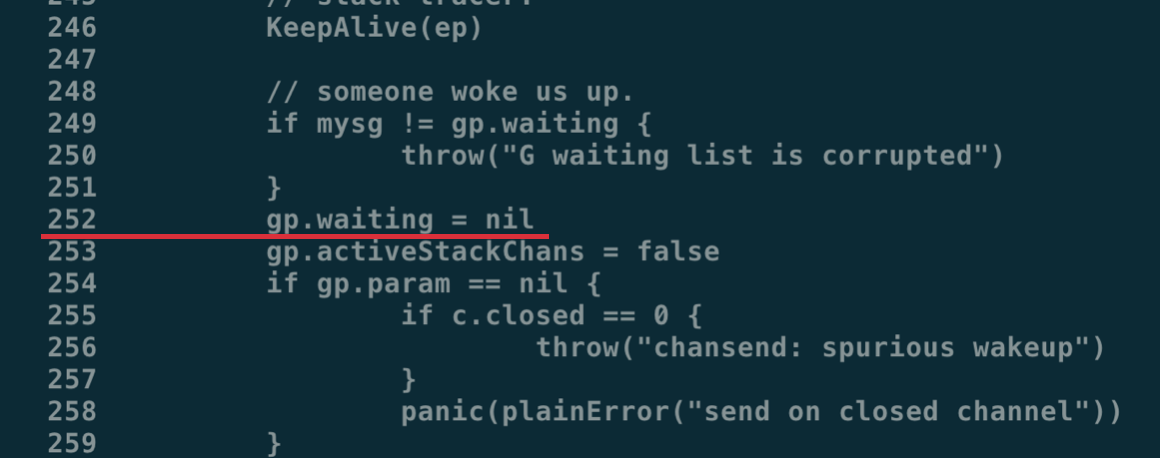 245 // stack tracer.
246 KeepAlive(ep)
247
248 // someone woke us up.
249 if mysg != gp.waiting {
250 throw("G waiting list is corrupted")
251 }
252 gp.waiting = nil
253 gp.activeStackChans = false
254 if gp.param == nil {
255 if c.closed == 0 {
256 throw("chansend: spurious wakeup")
257 }
258 panic(plainError("send on closed channel"))
259 }